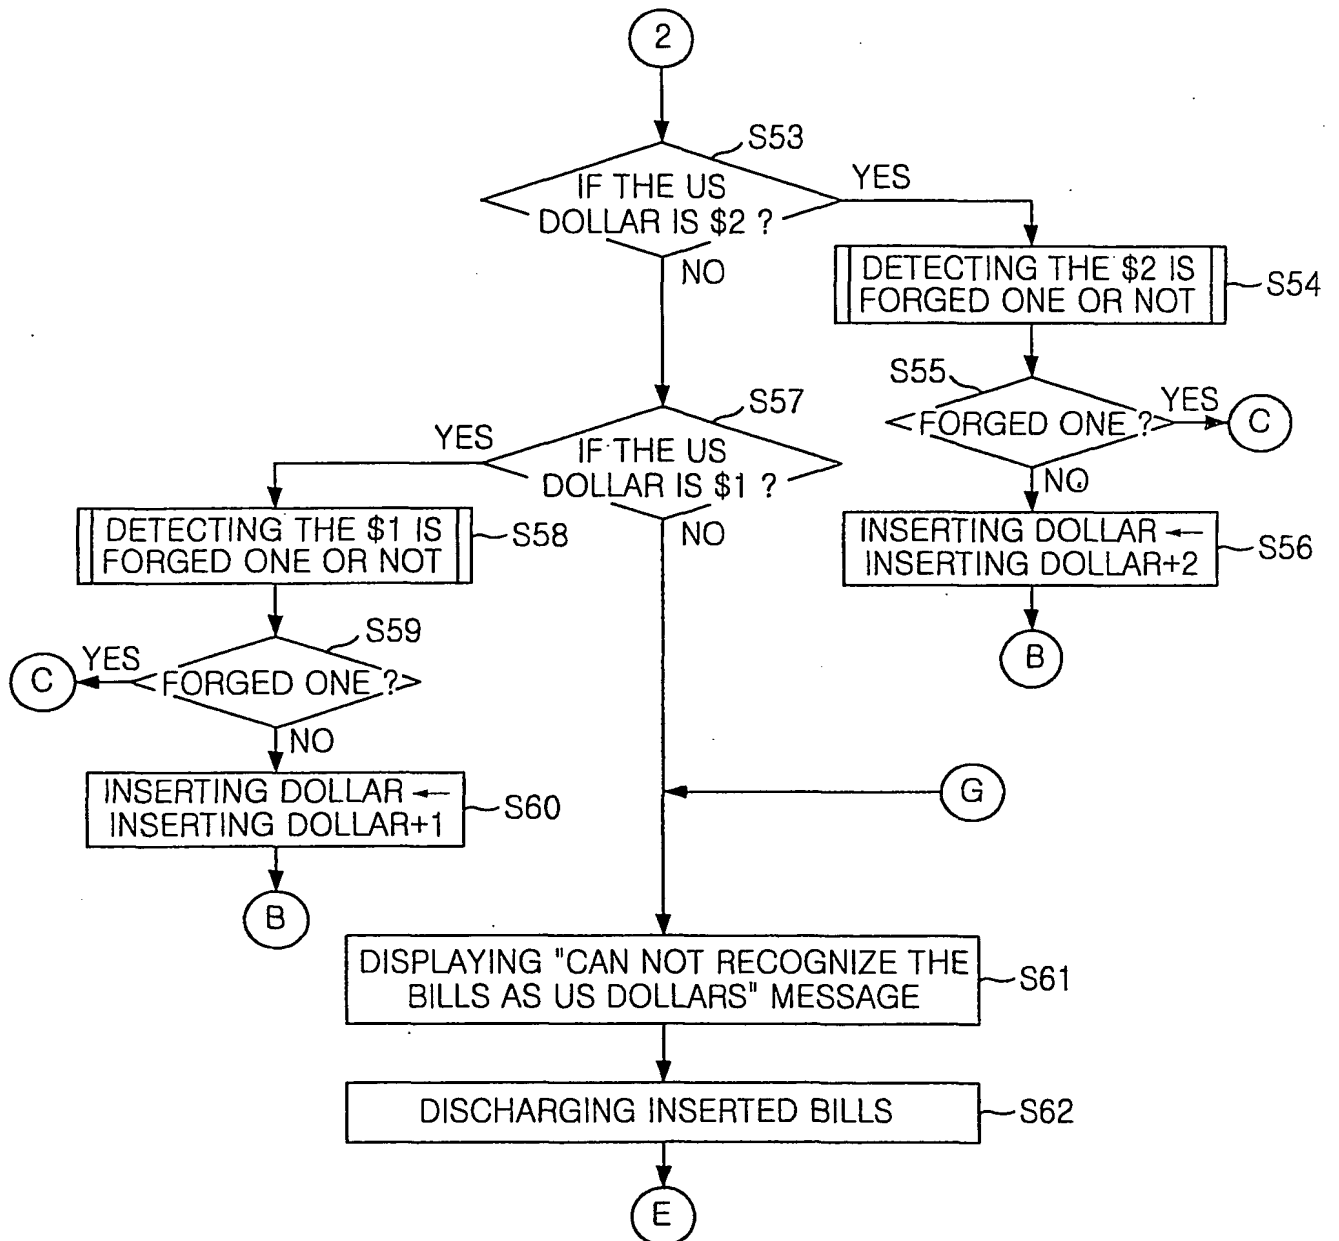 2
S53
IF THE US
DOLLAR IS $2 ?
YES
NO
DETECTING THE $2 IS
FORGED ONE OR NOT
S54
S55
FORGED ONE ?
YES
C
NO
INSERTING DOLLAR ←
INSERTING DOLLAR+2
S56
B
S57
IF THE US
DOLLAR IS $1 ?
YES
NO
DETECTING THE $1 IS
FORGED ONE OR NOT
S58
S59
FORGED ONE ?
YES
C
NO
INSERTING DOLLAR ←
INSERTING DOLLAR+1
S60
B
G
DISPLAYING "CAN NOT RECOGNIZE THE
BILLS AS US DOLLARS" MESSAGE
S61
DISCHARGING INSERTED BILLS
S62
E